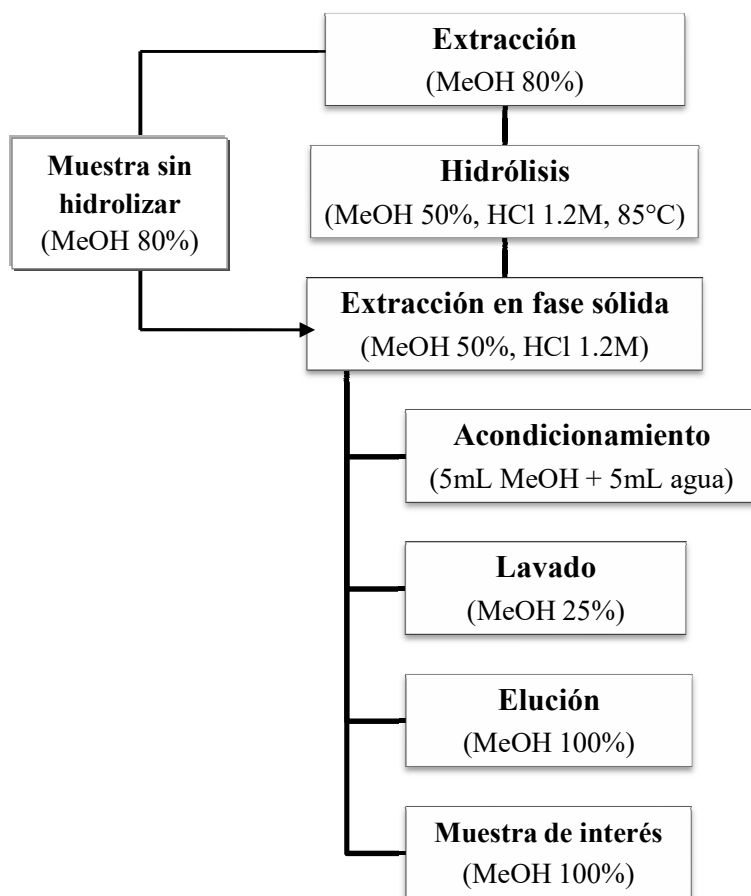 Extracción
(MeOH 80%)
Muestra sin
hidrolizar
(MeOH 80%)
Hidrólisis
(MeOH 50%, HCl 1.2M, 85°C)
Extracción en fase sólida
(MeOH 50%, HCl 1.2M)
Acondicionamiento
(5mL MeOH + 5mL agua)
Lavado
(MeOH 25%)
Elución
(MeOH 100%)
Muestra de interés
(MeOH 100%)